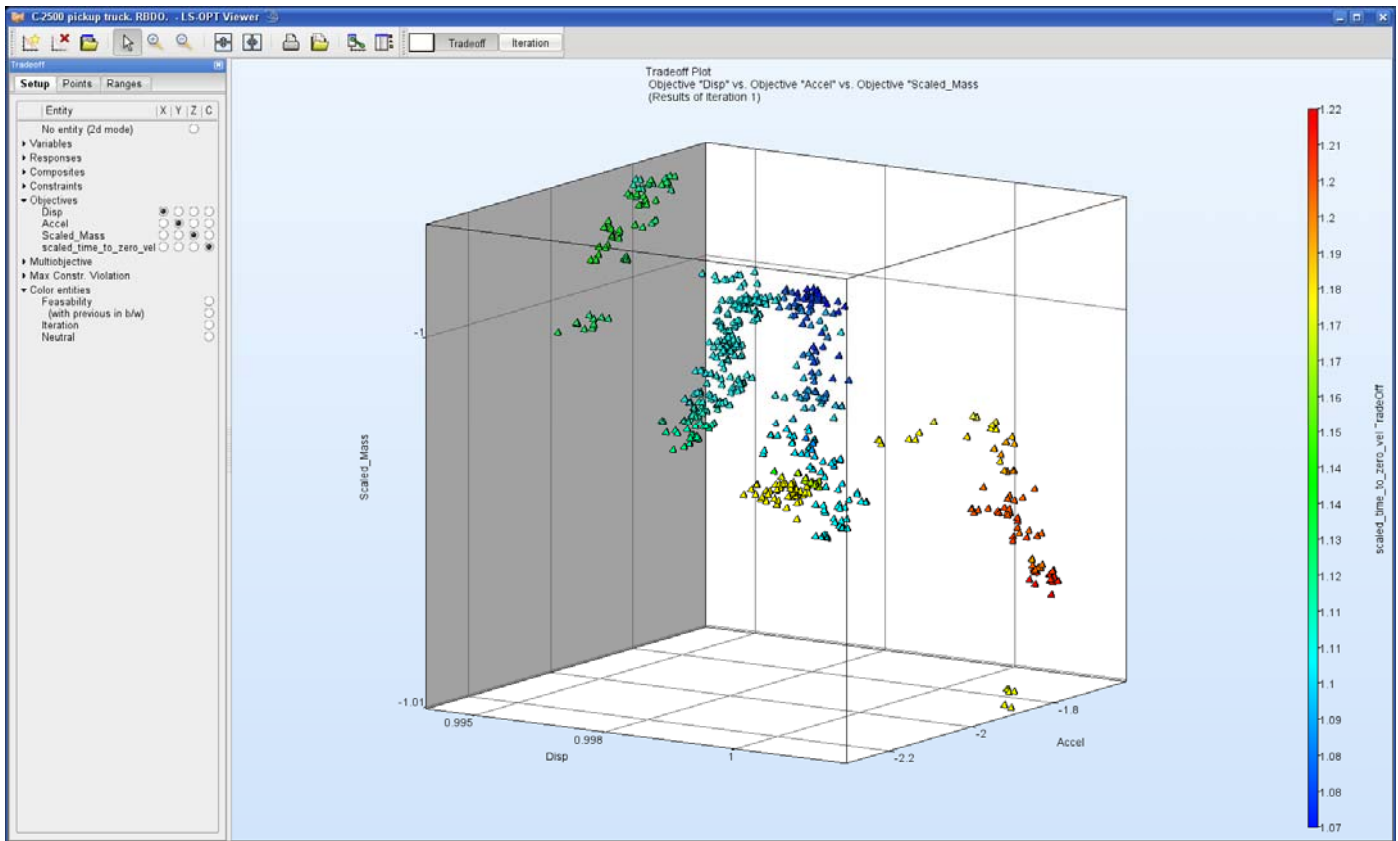 C-2500 pickup truck. RBDO. - LS-OPT Viewer
Tradeoff Iteration
Tradeoff
Setup Points Ranges
Entity X Y Z C
No entity (2d mode)
Variables
Responses
Composites
Constraints
Objectives
Disp
Accel
Scaled_Mass
scaled_time_to_zero_vel
Multiobjective
Max Constr. Violation
Color entities
Feasability
(with previous in b/w)
Iteration
Neutral
Tradeoff Plot
Objective "Disp" vs. Objective "Accel" vs. Objective "Scaled_Mass
(Results of Iteration 1)
-1
-1.01
Scaled_Mass
0.995
0.998
1
Disp
-2.2
-2
-1.8
Accel
1.22
1.21
1.2
1.2
1.19
1.18
1.17
1.17
1.16
1.15
1.14
1.13
1.12
1.11
1.11
1.1
1.09
1.08
1.08
1.07
scaled_time_to_zero_vel "TradeOff